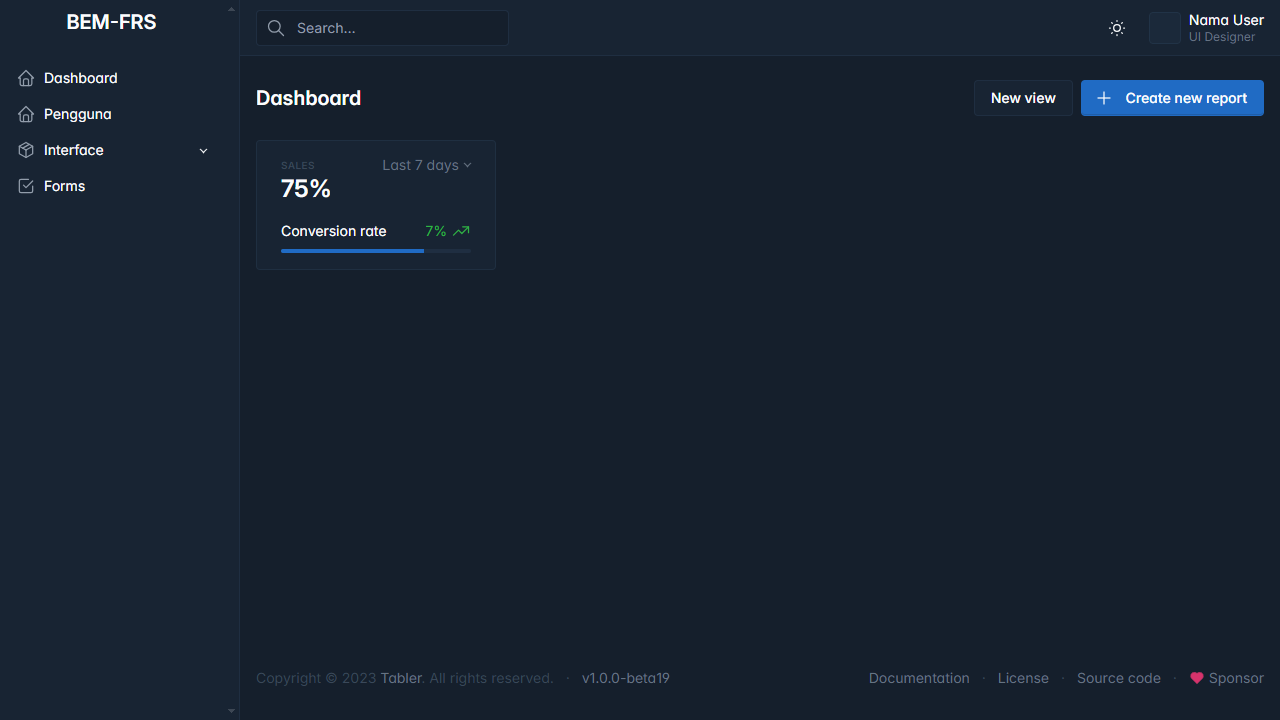 BEM-FRS
Dashboard
Pengguna
Interface
Forms
Search…
Nama User
UI Designer
Dashboard
New view
Create new report
SALES
Last 7 days
75%
Conversion rate
7%
Copyright © 2023 Tabler. All rights reserved. · v1.0.0-beta19
Documentation · License · Source code · Sponsor